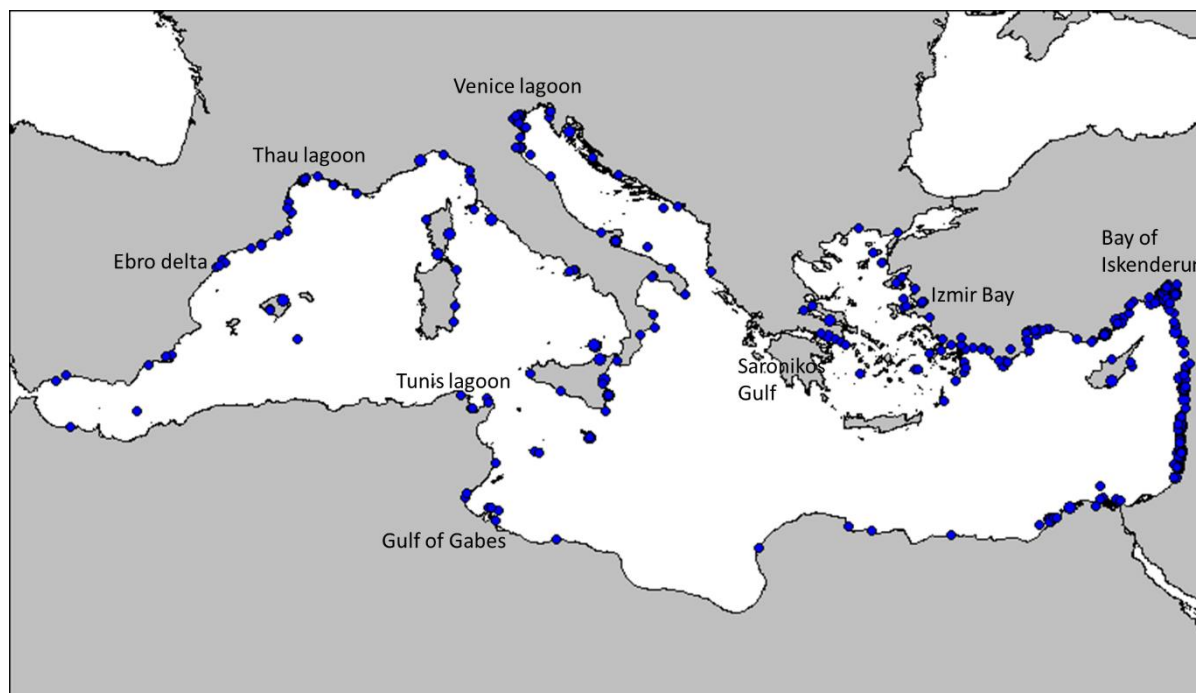 Venice lagoon
Thau lagoon
Bay of
Iskenderun
Ebro delta
Izmir Bay
Saronikos
Gulf
Tunis lagoon
Gulf of Gabes